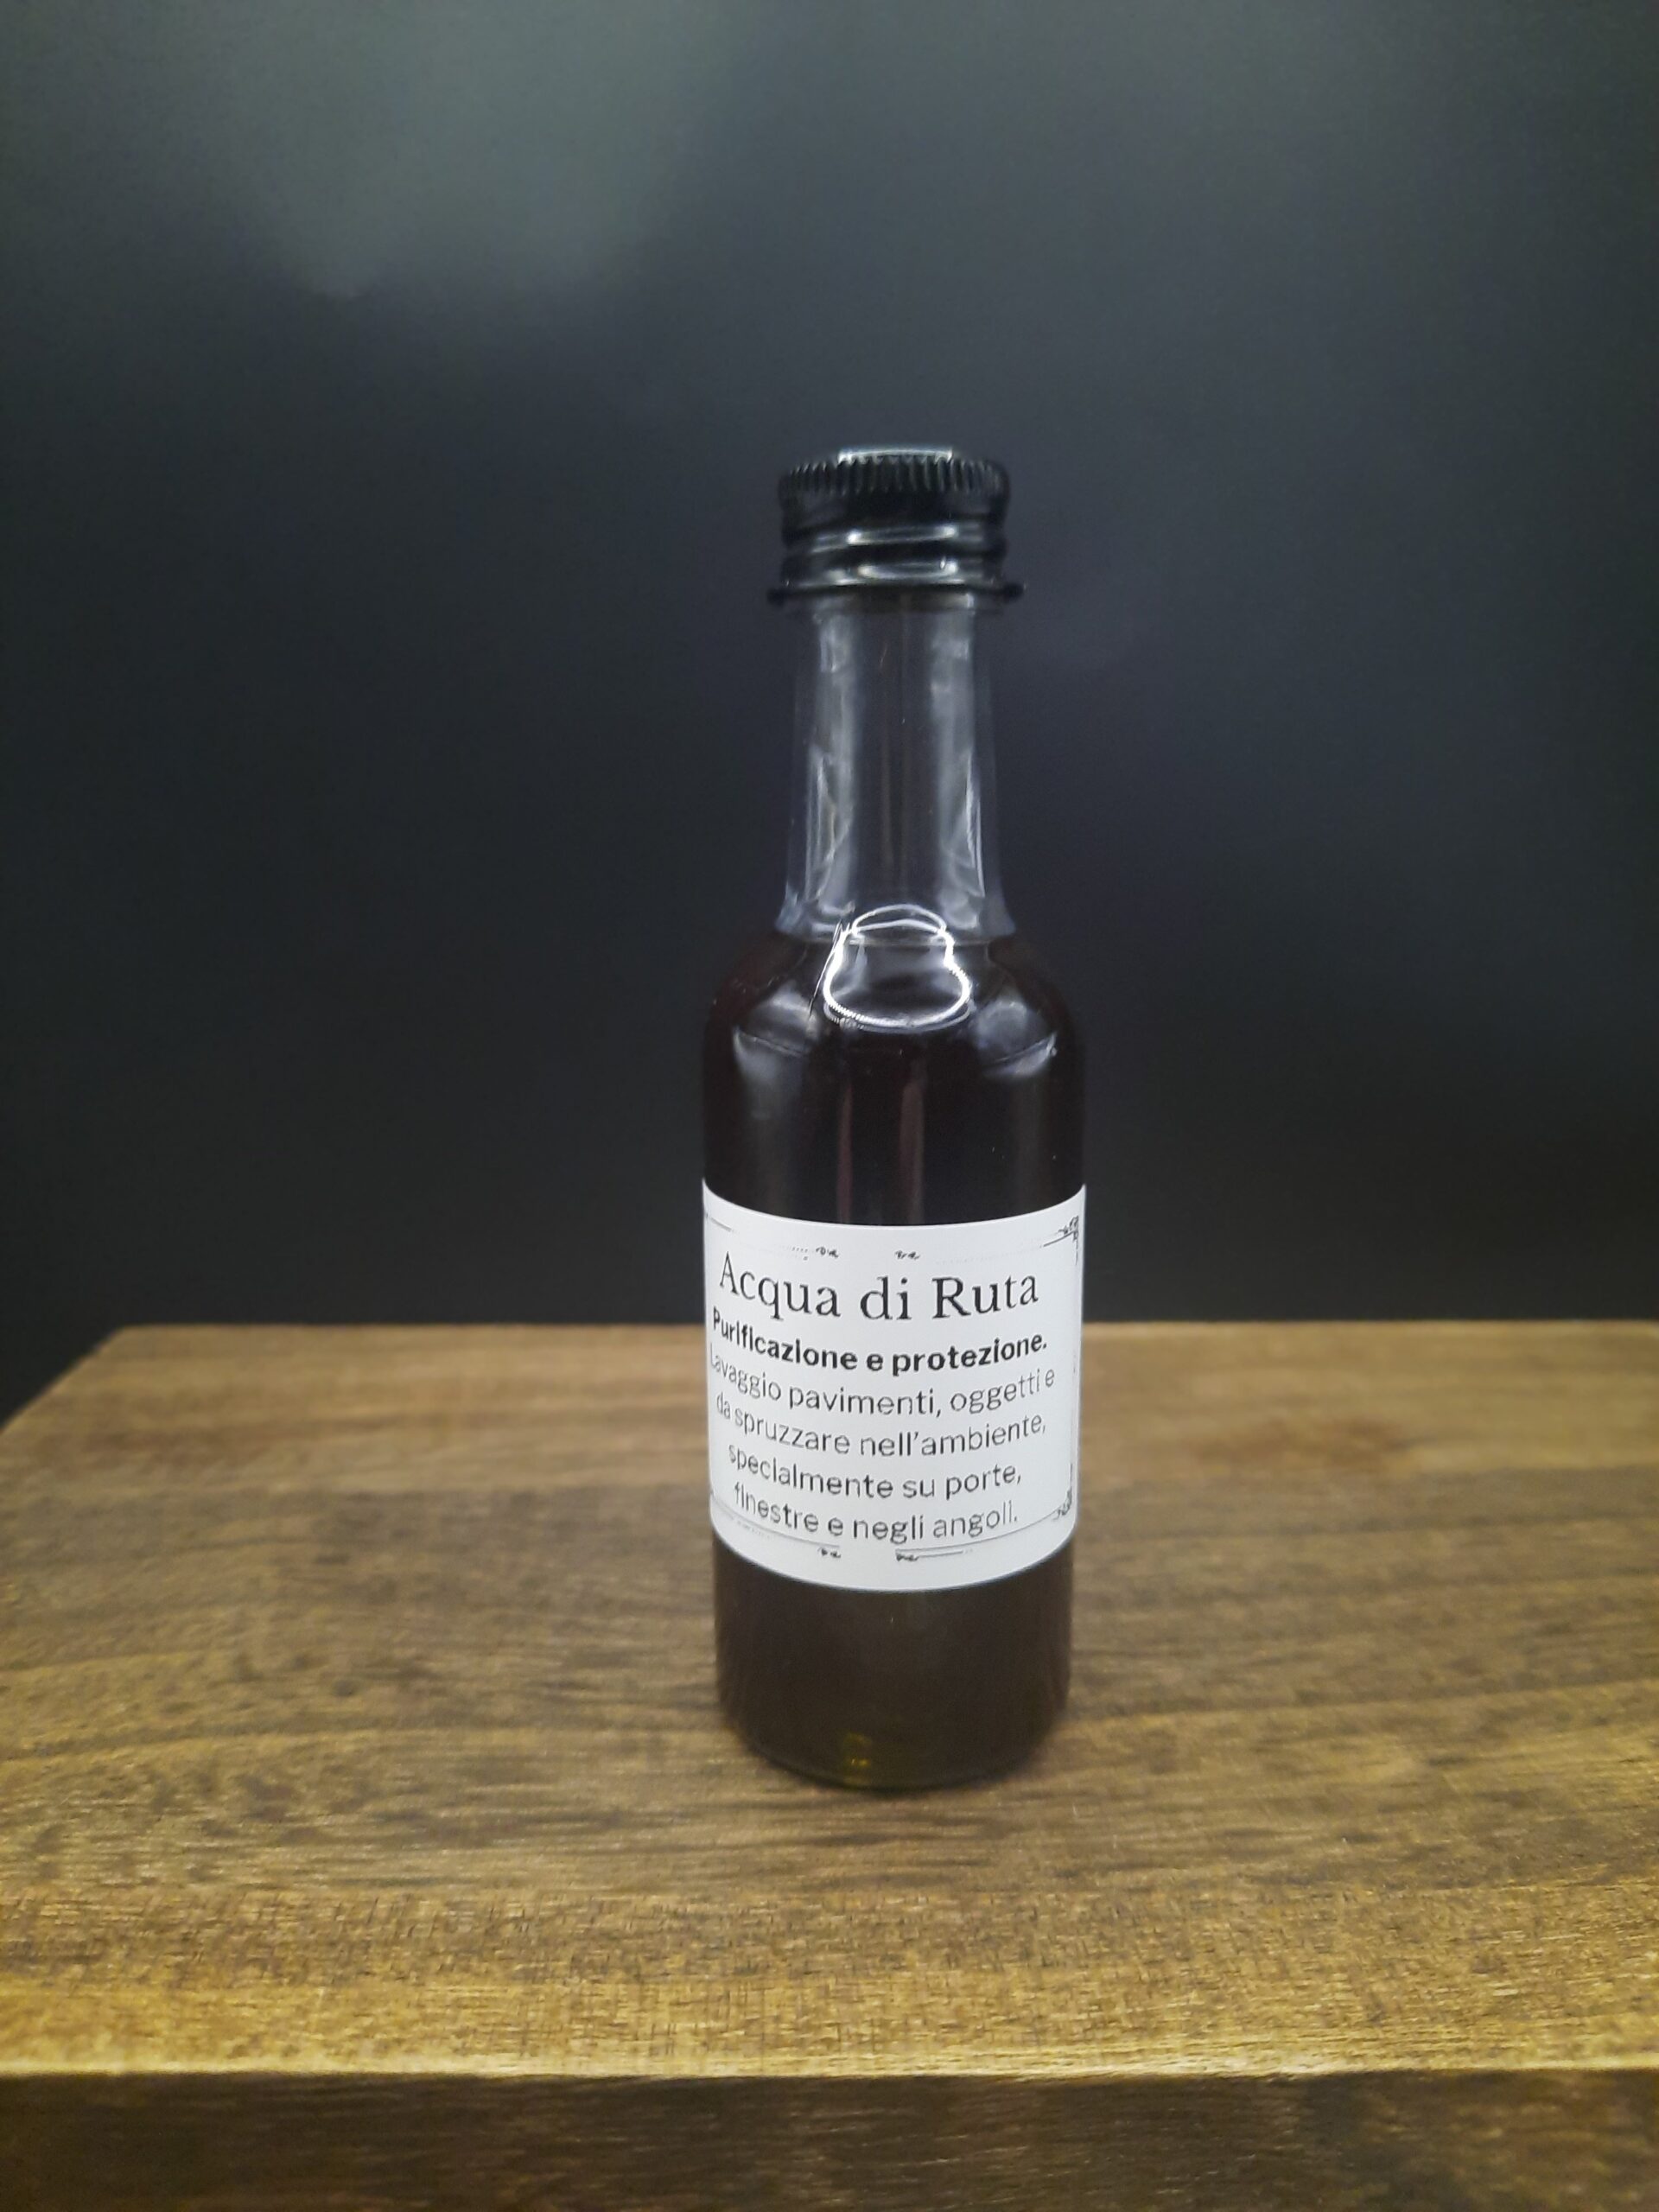 Acqua di Ruta
Purificazione e protezione.
Lavaggio pavimenti, oggetti e
da spruzzare nell'ambiente,
specialmente su porte,
finestre e negli angoli.